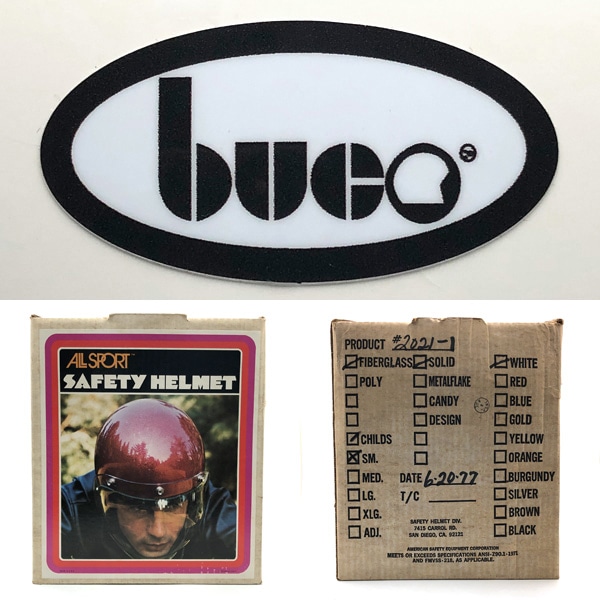 buco®
ALL SPORT™
SAFETY HELMET
PRODUCT #2021-1
FIBERGLASS SOLID WHITE
POLY METALFLAKE RED
CANDY BLUE
DESIGN GOLD
CHILDS YELLOW
SM. ORANGE
MED. DATE 6-20-77 BURGUNDY
LG. T/C SILVER
XLG. BROWN
ADJ. BLACK
SAFETY HELMET DIV.
7415 CARROL RD.
SAN DIEGO, CA. 92121
AMERICAN SAFETY EQUIPMENT CORPORATION
MEETS OR EXCEEDS SPECIFICATIONS ANSI-Z90.1-1971
AND FMVSS-218, AS APPLICABLE.